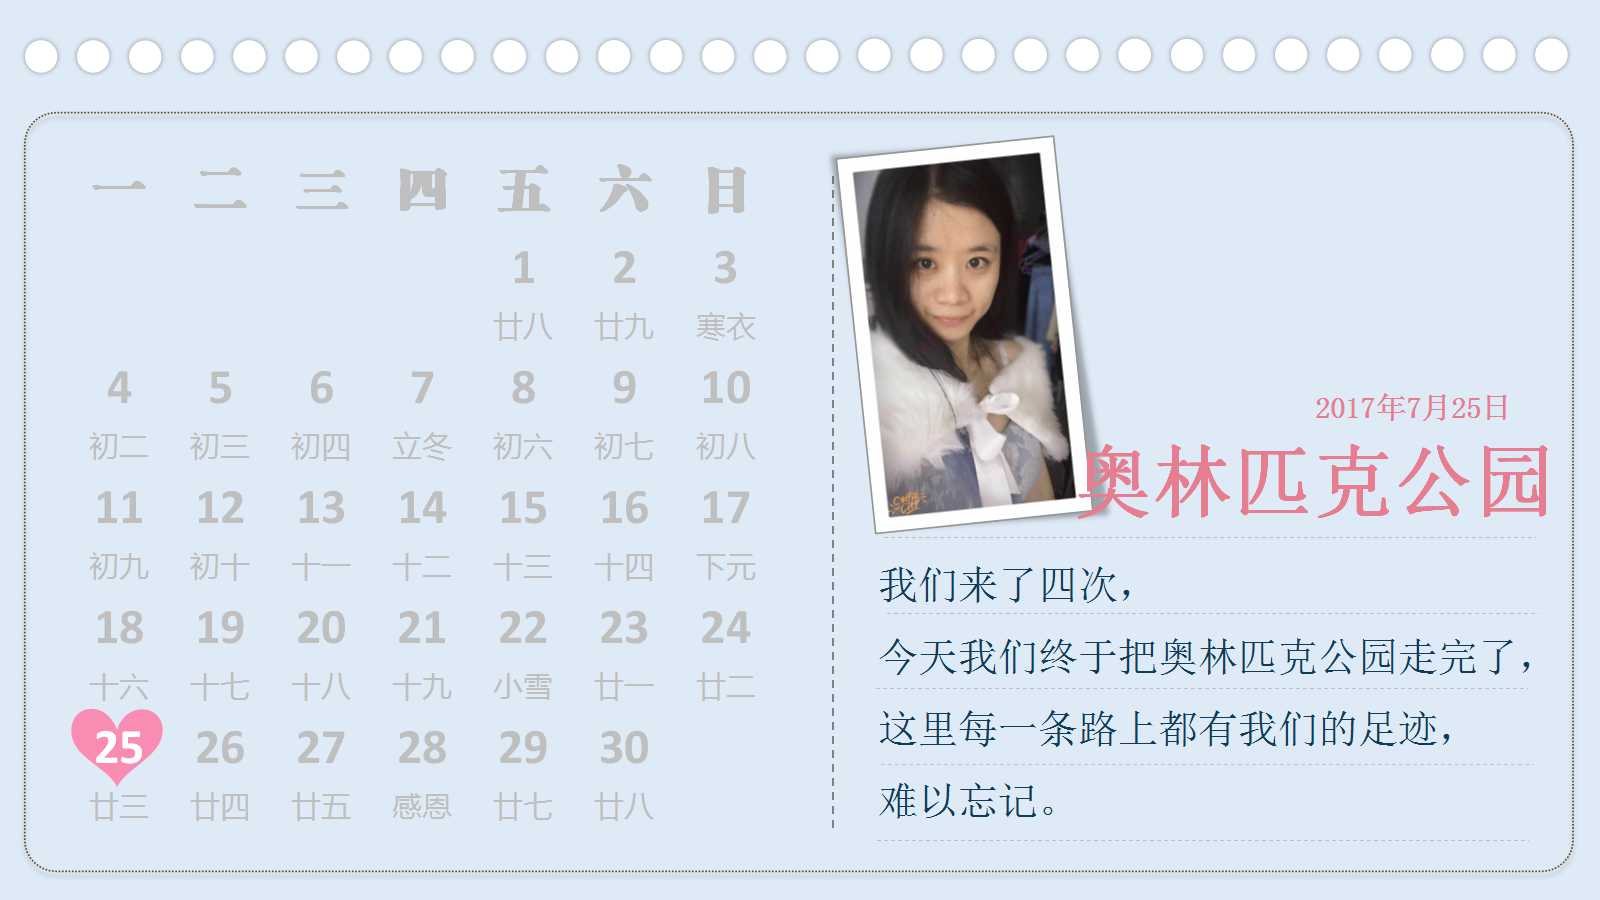 一 二 三 四 五 六 日
1 2 3
廿八 廿九 寒衣
4 5 6 7 8 9 10
初二 初三 初四 立冬 初六 初七 初八
11 12 13 14 15 16 17
初九 初十 十一 十二 十三 十四 下元
18 19 20 21 22 23 24
十六 十七 十八 十九 小雪 廿一 廿二
25 26 27 28 29 30
廿三 廿四 廿五 感恩 廿七 廿八
2017年7月25日
奥林匹克公园
我们来了四次，
今天我们终于把奥林匹克公园走完了，
这里每一条路上都有我们的足迹，
难以忘记。